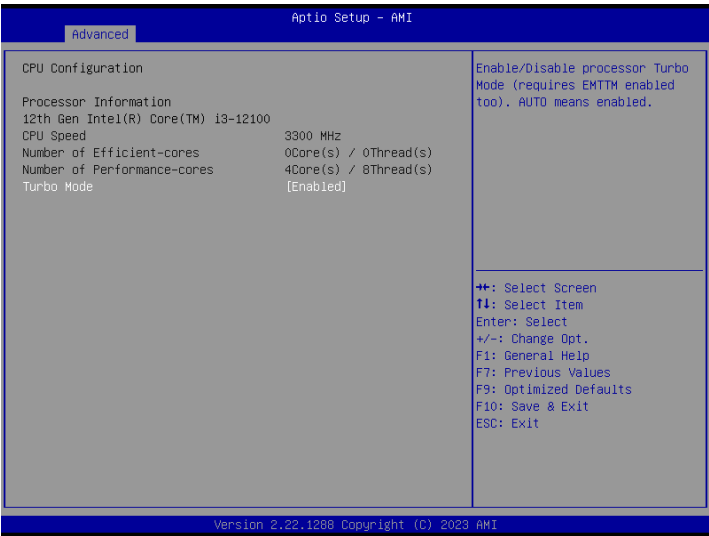 Aptio Setup - AMI
Advanced
CPU Configuration
Processor Information
12th Gen Intel(R) Core(TM) i3-12100
CPU Speed 3300 MHz
Number of Efficient-cores 0Core(s) / 0Thread(s)
Number of Performance-cores 4Core(s) / 8Thread(s)
Turbo Mode [Enabled]
Enable/Disable processor Turbo
Mode (requires EMTTM enabled
too). AUTO means enabled.
→←: Select Screen
↑↓: Select Item
Enter: Select
+/-: Change Opt.
F1: General Help
F7: Previous Values
F9: Optimized Defaults
F10: Save & Exit
ESC: Exit
Version 2.22.1288 Copyright (C) 2023 AMI